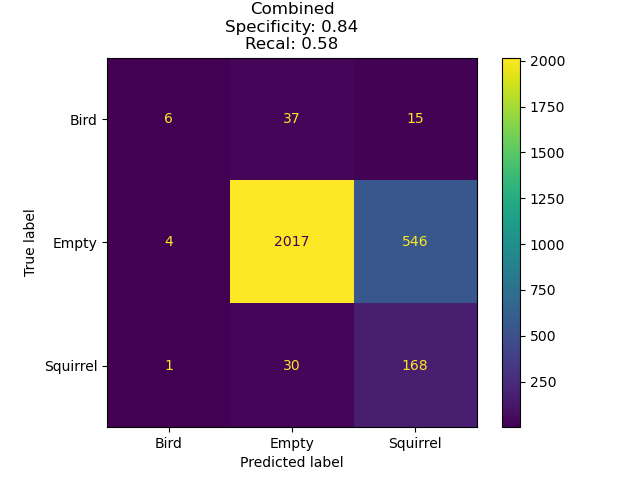 Combined
Specificity: 0.84
Recal: 0.58
True label
Bird
6 37 15
Empty
4 2017 546
Squirrel
1 30 168
Bird Empty Squirrel
Predicted label
2000
1750
1500
1250
1000
750
500
250